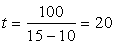 t = 100 / (15 − 10) = 20